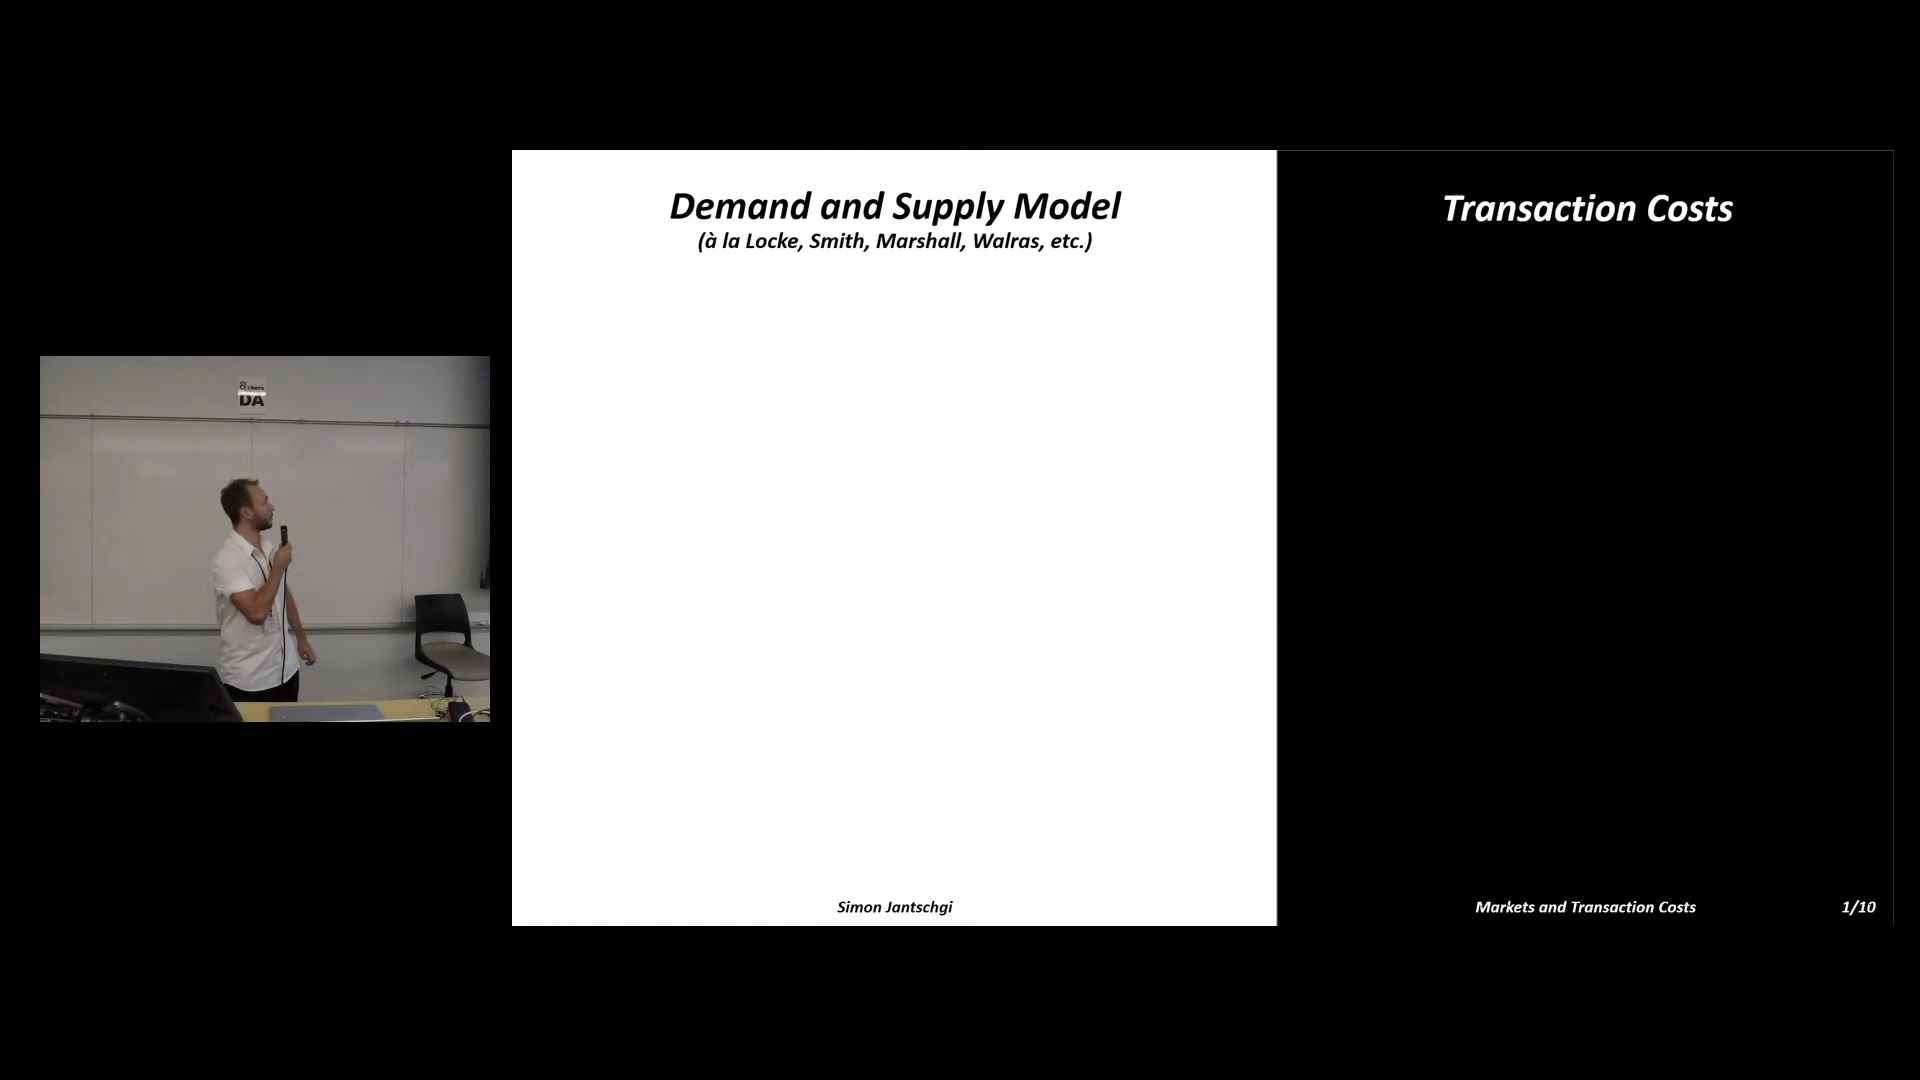 DA
Demand and Supply Model
(à la Locke, Smith, Marshall, Walras, etc.)
Simon Jantschgi
Transaction Costs
Markets and Transaction Costs
1/10